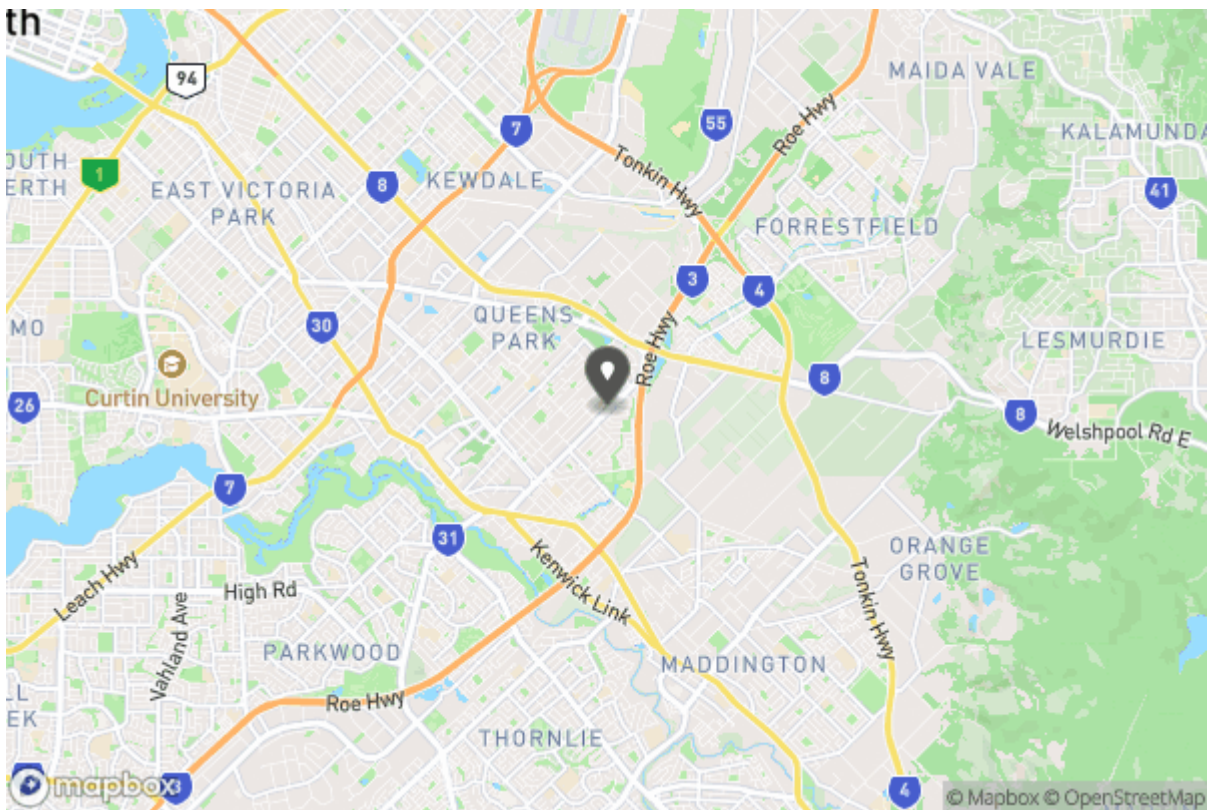 th
94
MAIDA VALE
7
55
Roe Hwy
KALAMUNDA
OUTH
ERTH
1
EAST VICTORIA
PARK
8
KEWDALE
Tonkin Hwy
41
FORRESTFIELD
3
4
MO
30
QUEENS
PARK
Roe Hwy
LESMURDIE
Curtin University
26
8
8
Welshpool Rd E
7
31
ORANGE
GROVE
Leach Hwy
High Rd
Kenwick Link
Tonkin Hwy
Vahland Ave
PARKWOOD
MADDINGTON
LL
EEK
Roe Hwy
THORNLIE
mapbox
3
4
© Mapbox © OpenStreetMap